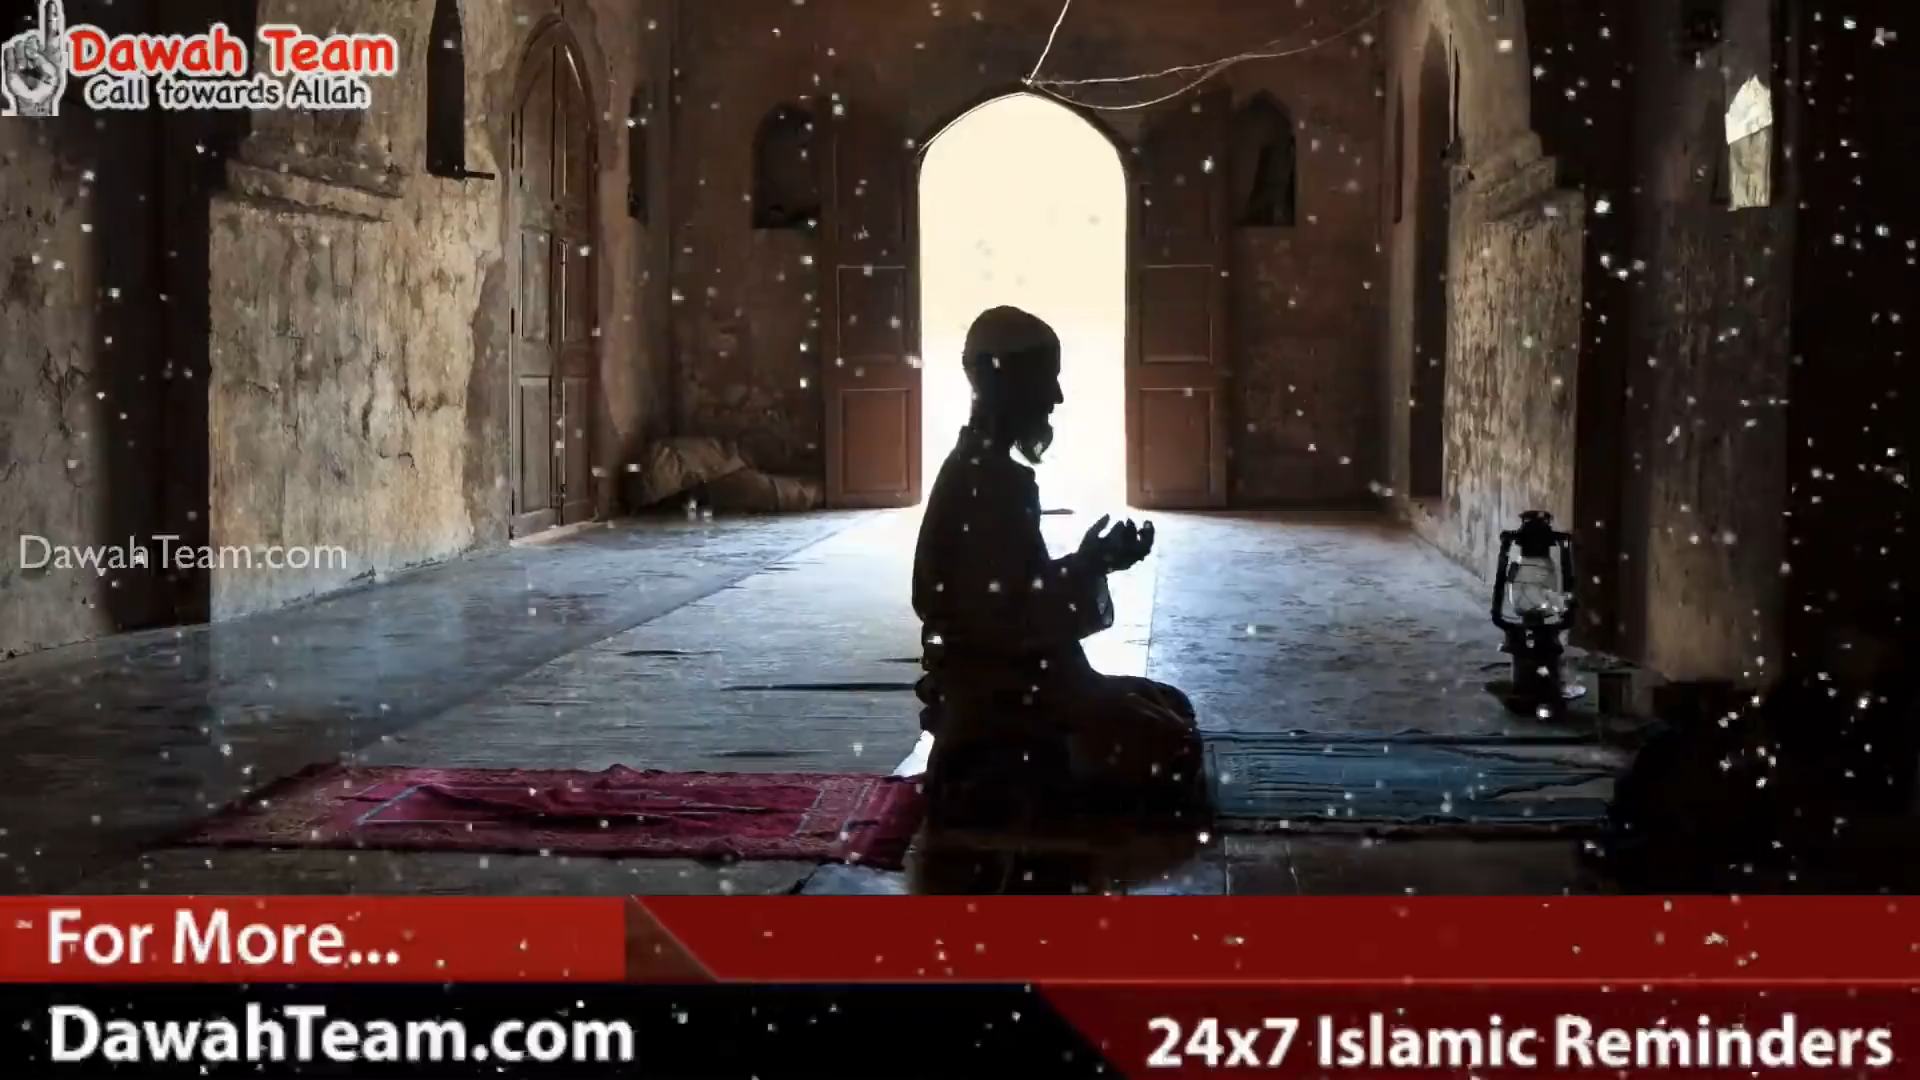 Dawah Team
Call towards Allah
DawahTeam.com
For More...
DawahTeam.com
24x7 Islamic Reminders